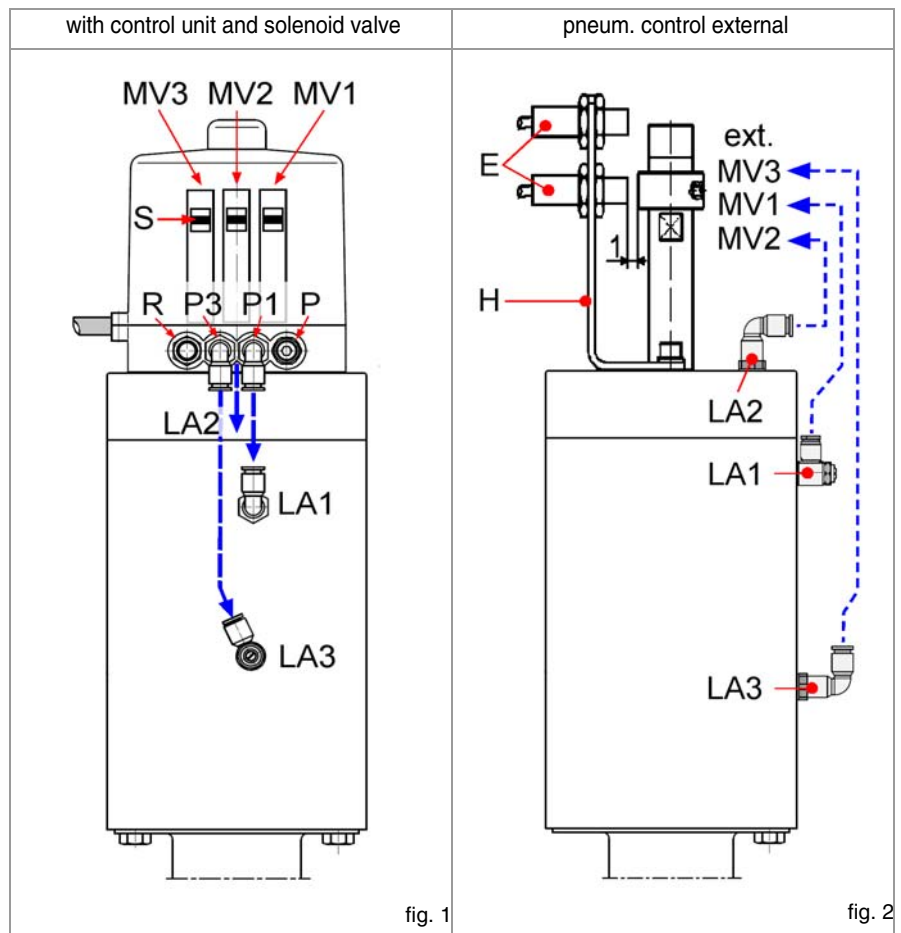 with control unit and solenoid valve
pneum. control external
MV3 MV2 MV1
S
R P3 P1 P
LA2
LA1
LA3
fig. 1
E
ext.
MV3
MV1
MV2
1
H
LA2
LA1
LA3
fig. 2